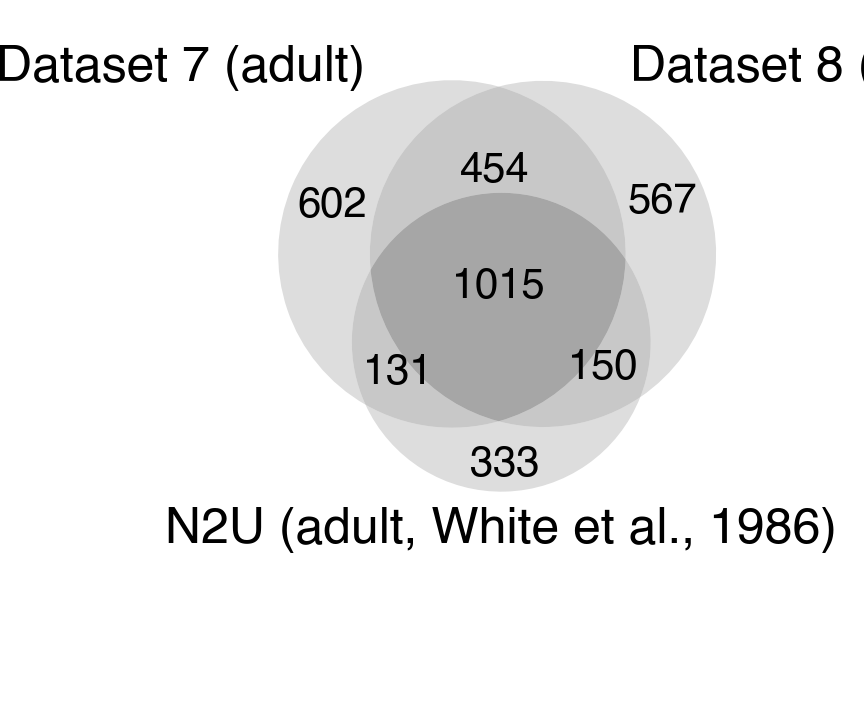 Dataset 7 (adult)
Dataset 8 (
454
602
567
1015
131
150
333
N2U (adult, White et al., 1986)